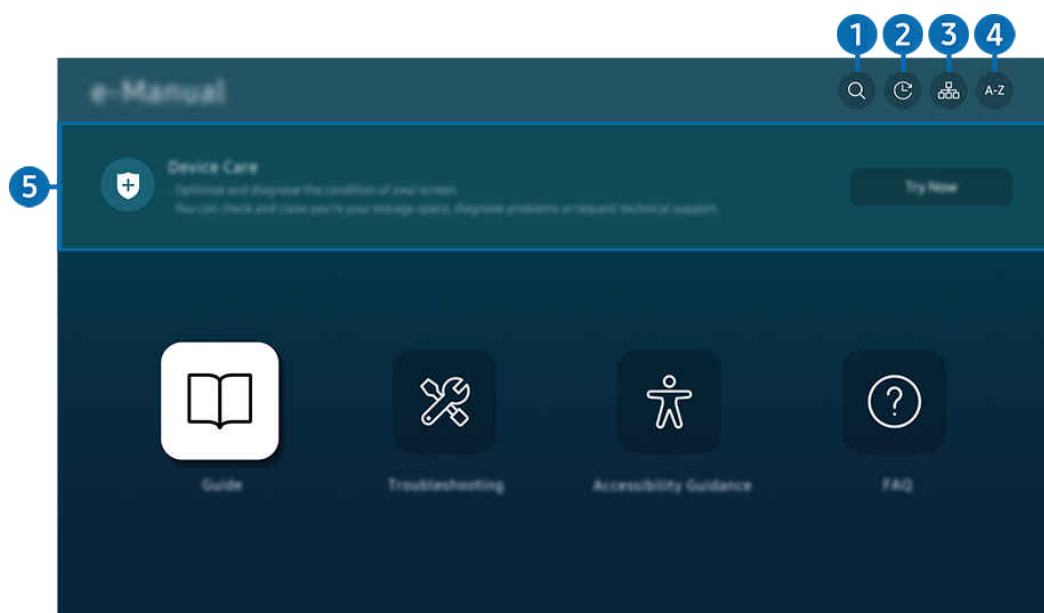 1 2 3 4
e-Manual
A-Z
5
Device Care
Optimise and diagnose the condition of your screen.
You can check and clean you're your storage space, diagnose problems or request technical support.
Try Now
Guide
Troubleshooting
Accessibility Guidance
FAQ